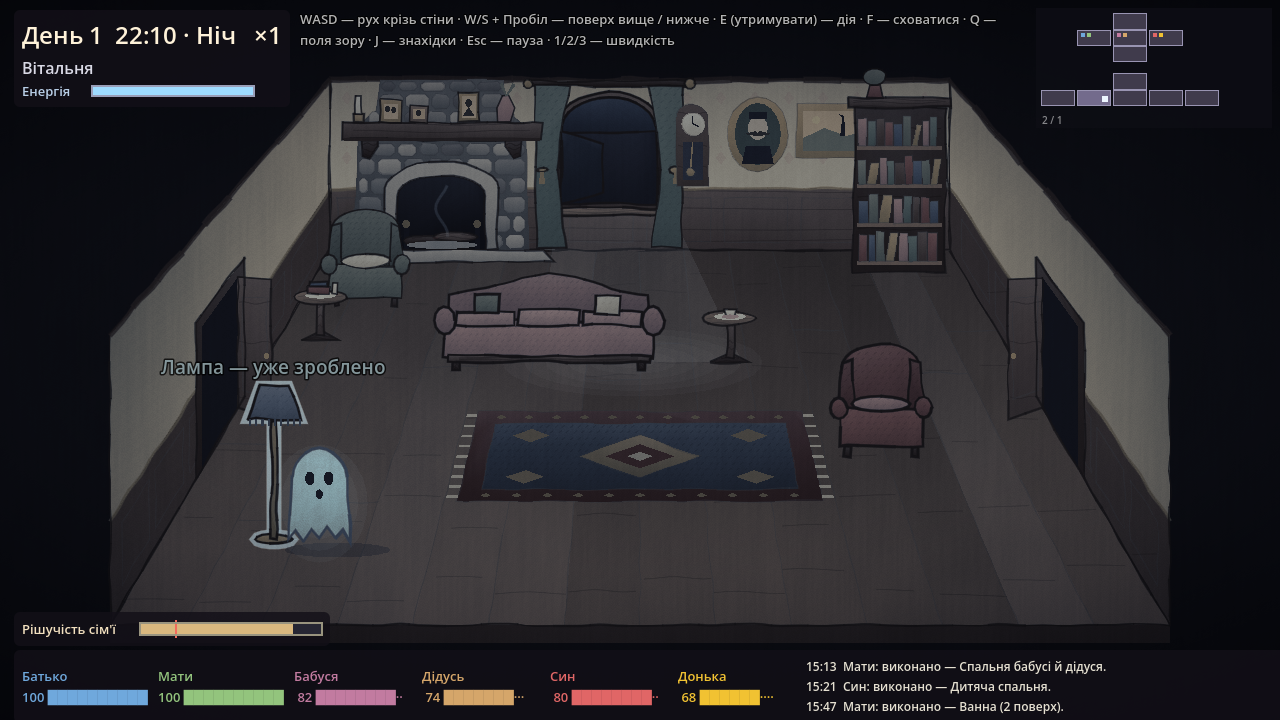 День 1 22:10 · Ніч ×1
Вітальня
Енергія
WASD — рух крізь стіни · W/S + Пробіл — поверх вище / нижче · E (утримувати) — дія · F — сховатися · Q —
поля зору · J — знахідки · Esc — пауза · 1/2/3 — швидкість
2 / 1
Лампа — уже зроблено
Рішучість сім'ї
Батько
100
Мати
100
Бабуся
82
Дідусь
74
Син
80
Донька
68
15:13 Мати: виконано — Спальня бабусі й дідуся.
15:21 Син: виконано — Дитяча спальня.
15:47 Мати: виконано — Ванна (2 поверх).